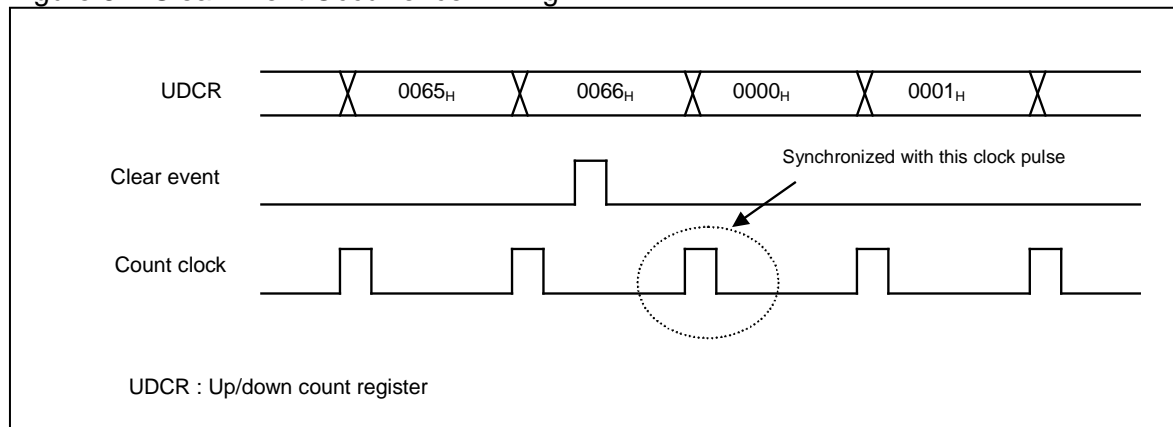 UDCR 0065H 0066H 0000H 0001H
Synchronized with this clock pulse
Clear event
Count clock
UDCR : Up/down count register